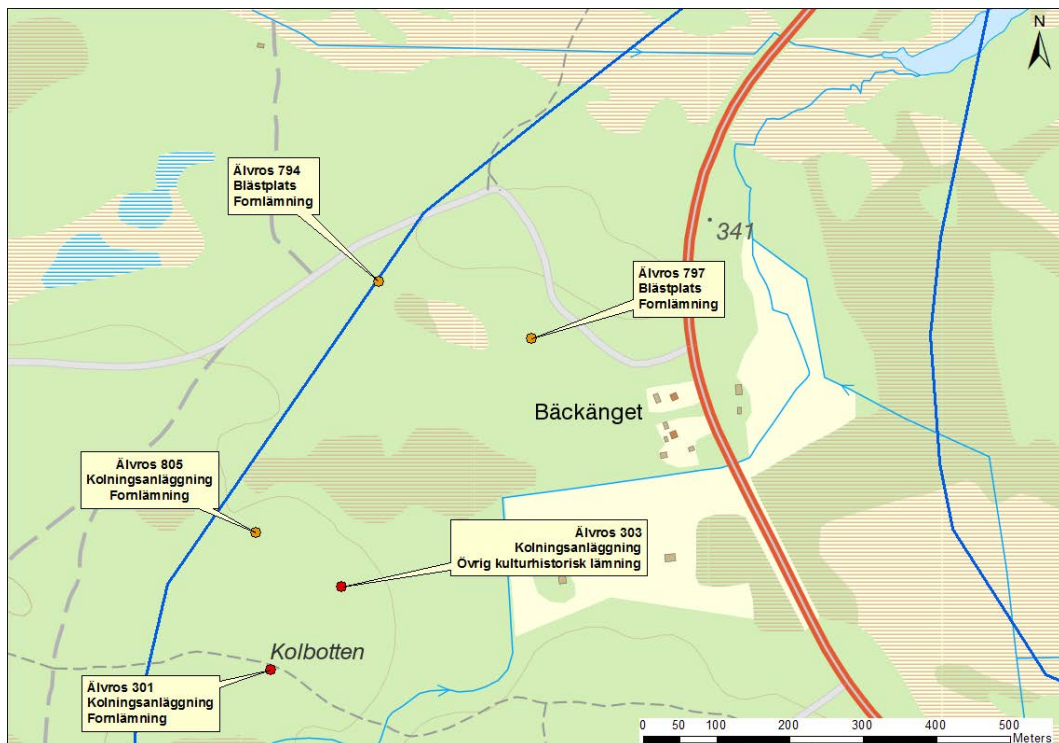 N
Älvros 794
Blästplats
Fornlämning
341
Älvros 797
Blästplats
Fornlämning
Bäckänget
Älvros 805
Kolningsanläggning
Fornlämning
Älvros 303
Kolningsanläggning
Övrig kulturhistorisk lämning
Kolbotten
Älvros 301
Kolningsanläggning
Fornlämning
0 50 100 200 300 400 500
Meters